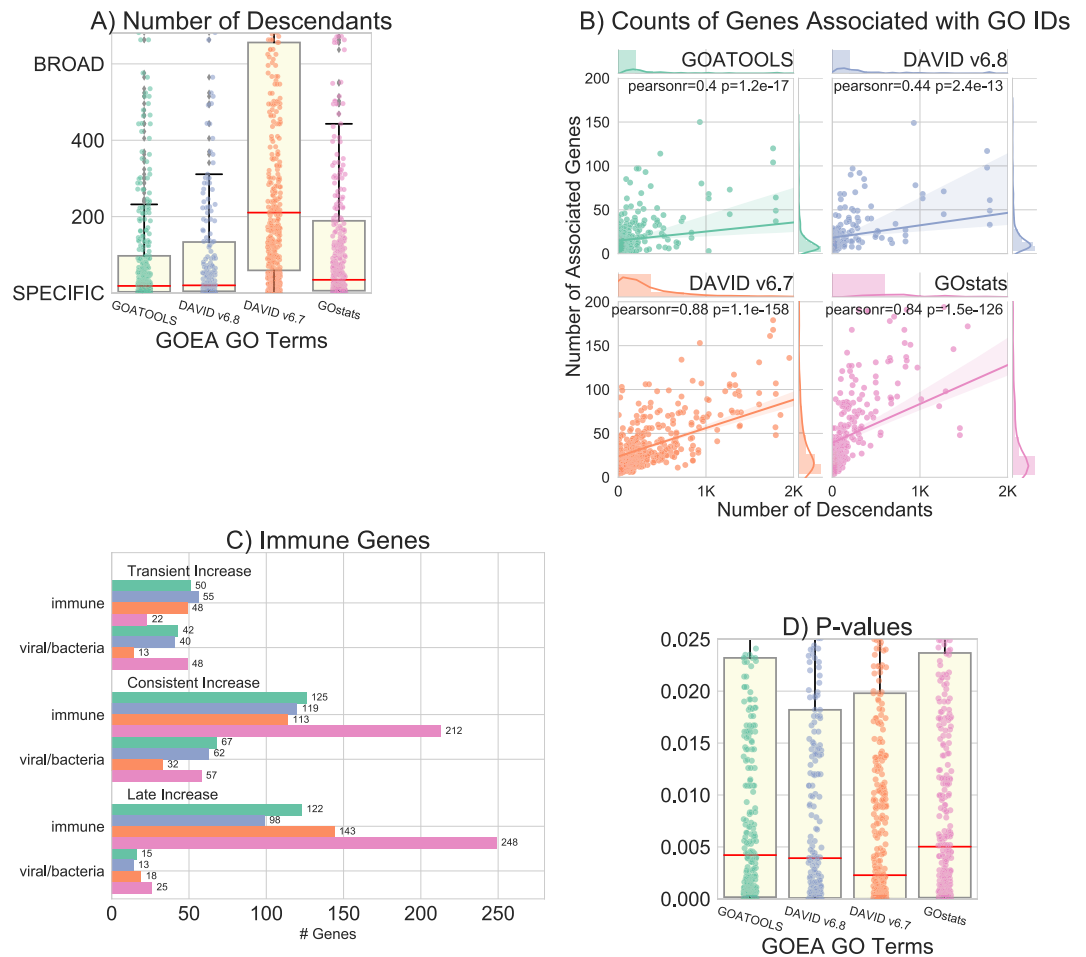 A) Number of Descendants
BROAD
400
200
SPECIFIC
GOATOOLS
DAVID v6.8
DAVID v6.7
GOstats
GOEA GO Terms
B) Counts of Genes Associated with GO IDs
Number of Associated Genes
GOATOOLS
pearsonr=0.4 p=1.2e-17
200
150
100
50
0
DAVID v6.8
pearsonr=0.44 p=2.4e-13
DAVID v6.7
pearsonr=0.88 p=1.1e-158
200
150
100
50
0
0
1K
2K
GOstats
pearsonr=0.84 p=1.5e-126
0
1K
2K
Number of Descendants
C) Immune Genes
Transient Increase
immune
50
55
48
22
viral/bacteria
42
40
13
48
Consistent Increase
immune
125
119
113
212
viral/bacteria
67
62
32
57
Late Increase
immune
122
98
143
248
viral/bacteria
15
13
18
25
0
50
100
150
200
250
# Genes
D) P-values
0.025
0.020
0.015
0.010
0.005
0.000
GOATOOLS
DAVID v6.8
DAVID v6.7
GOstats
GOEA GO Terms